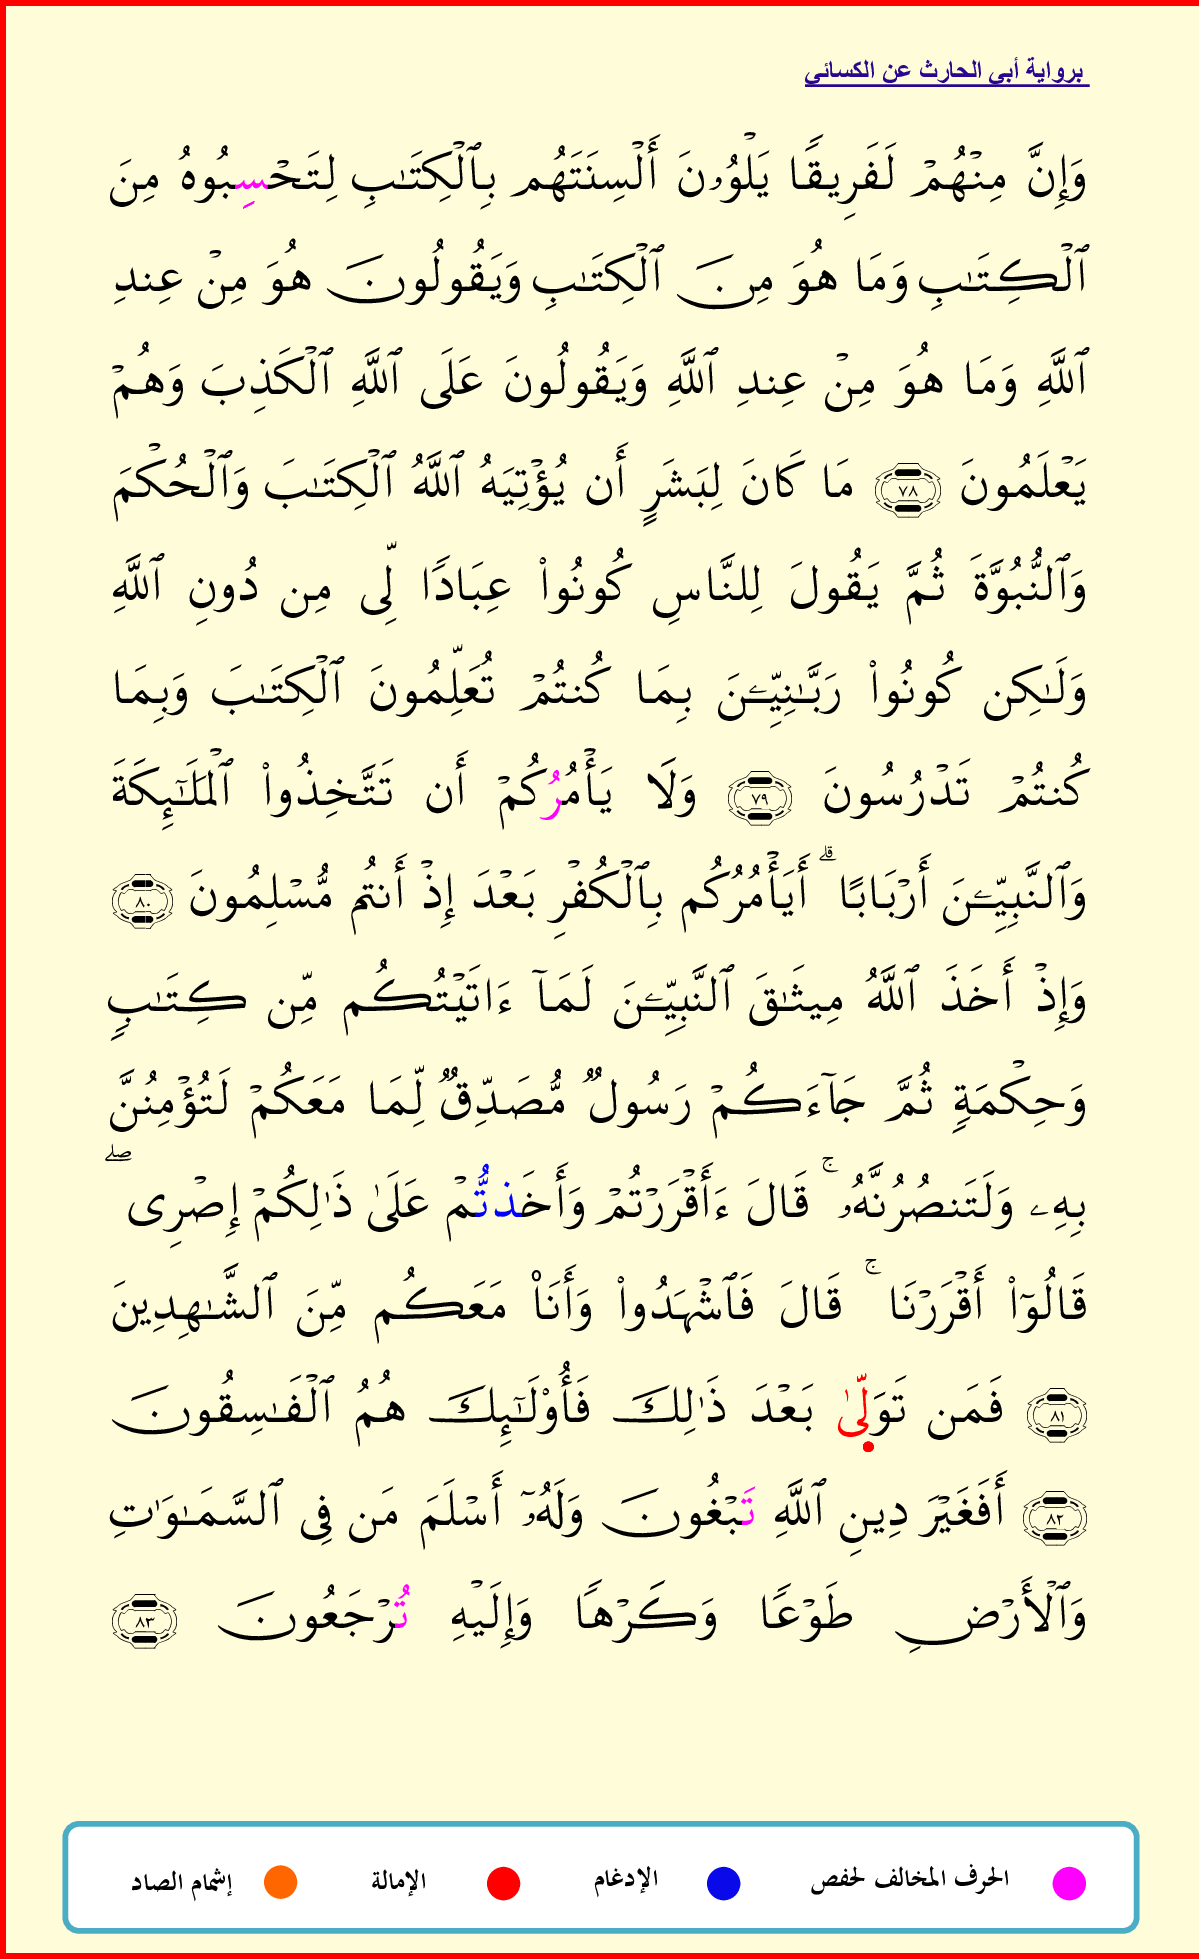 برواية أبي الحارث عن الكسائي
وَإِنَّ مِنْهُمْ لَفَرِيقًا يَلْوُۥنَ أَلْسِنَتَهُم بِٱلْكِتَـٰبِ لِتَحْسِبُوهُ مِنَ
ٱلْكِتَـٰبِ وَمَا هُوَ مِنَ ٱلْكِتَـٰبِ وَيَقُولُونَ هُوَ مِنْ عِندِ
ٱللَّهِ وَمَا هُوَ مِنْ عِندِ ٱللَّهِ وَيَقُولُونَ عَلَى ٱللَّهِ ٱلْكَذِبَ وَهُمْ
يَعْلَمُونَ ٧٨ مَا كَانَ لِبَشَرٍ أَن يُؤْتِيَهُ ٱللَّهُ ٱلْكِتَـٰبَ وَٱلْحُكْمَ
وَٱلنُّبُوَّةَ ثُمَّ يَقُولَ لِلنَّاسِ كُونُوا۟ عِبَادًا لِّى مِن دُونِ ٱللَّهِ
وَلَـٰكِن كُونُوا۟ رَبَّـٰنِيِّـۧنَ بِمَا كُنتُمْ تُعَلِّمُونَ ٱلْكِتَـٰبَ وَبِمَا
كُنتُمْ تَدْرُسُونَ ٧٩ وَلَا يَأْمُرُكُمْ أَن تَتَّخِذُوا۟ ٱلْمَلَـٰٓئِكَةَ
وَٱلنَّبِيِّـۧنَ أَرْبَابًا ۗ أَيَأْمُرُكُم بِٱلْكُفْرِ بَعْدَ إِذْ أَنتُم مُّسْلِمُونَ ٨٠
وَإِذْ أَخَذَ ٱللَّهُ مِيثَـٰقَ ٱلنَّبِيِّـۧنَ لَمَآ ءَاتَيْتُكُم مِّن كِتَـٰبٍ
وَحِكْمَةٍ ثُمَّ جَآءَكُمْ رَسُولٌ مُّصَدِّقٌ لِّمَا مَعَكُمْ لَتُؤْمِنُنَّ
بِهِۦ وَلَتَنصُرُنَّهُۥ ۚ قَالَ ءَأَقْرَرْتُمْ وَأَخَذتُّمْ عَلَىٰ ذَٰلِكُمْ إِصْرِى ۖ
قَالُوٓا۟ أَقْرَرْنَا ۚ قَالَ فَٱشْهَدُوا۟ وَأَنَا۠ مَعَكُم مِّنَ ٱلشَّـٰهِدِينَ
٨١ فَمَن تَوَلَّىٰ بَعْدَ ذَٰلِكَ فَأُو۟لَـٰٓئِكَ هُمُ ٱلْفَـٰسِقُونَ
٨٢ أَفَغَيْرَ دِينِ ٱللَّهِ تَبْغُونَ وَلَهُۥٓ أَسْلَمَ مَن فِى ٱلسَّمَـٰوَٰتِ
وَٱلْأَرْضِ طَوْعًا وَكَرْهًا وَإِلَيْهِ تُرْجَعُونَ ٨٣
الحرف المخالف لحفص الإدغام الإمالة إشمام الصاد